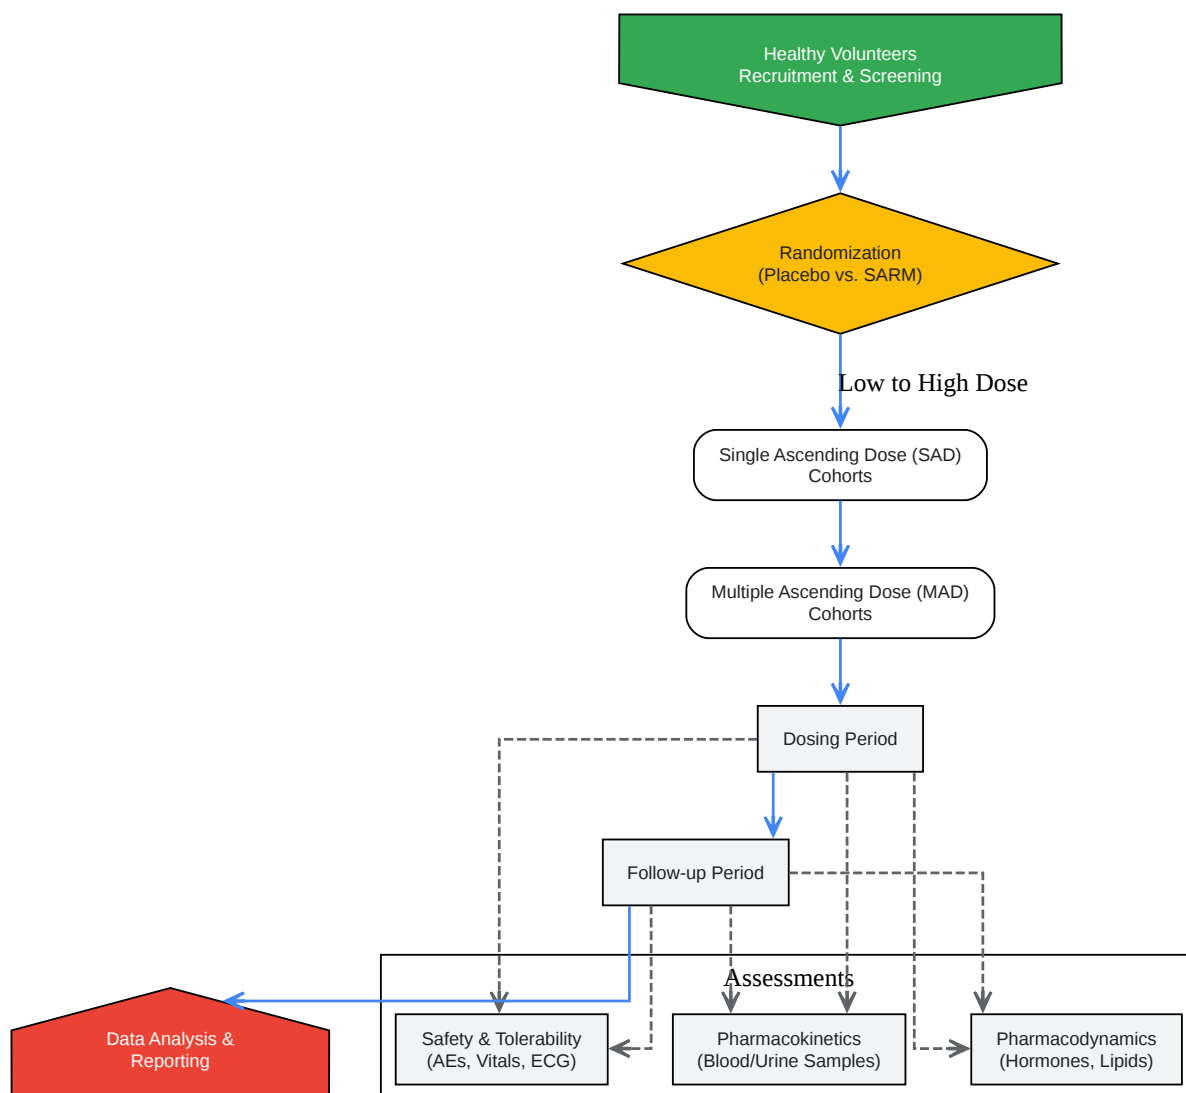 Healthy Volunteers
Recruitment & Screening
Randomization
(Placebo vs. SARM)
Low to High Dose
Single Ascending Dose (SAD)
Cohorts
Multiple Ascending Dose (MAD)
Cohorts
Dosing Period
Follow-up Period
Assessments
Data Analysis &
Reporting
Safety & Tolerability
(AEs, Vitals, ECG)
Pharmacokinetics
(Blood/Urine Samples)
Pharmacodynamics
(Hormones, Lipids)